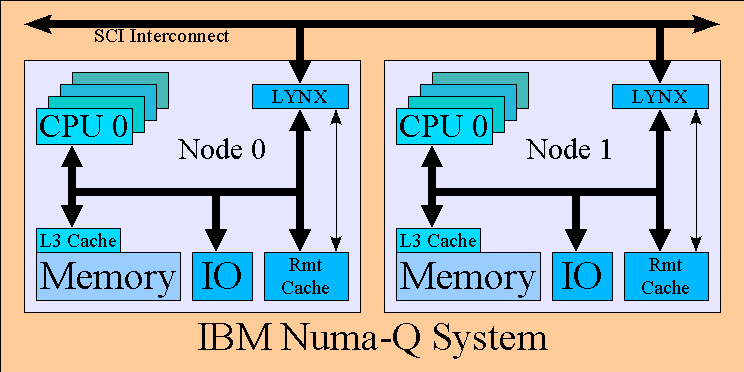 SCI Interconnect
LYNX
CPU 0
Node 0
L3 Cache
Memory
IO
Rmt
Cache
LYNX
CPU 0
Node 1
L3 Cache
Memory
IO
Rmt
Cache
IBM Numa-Q System